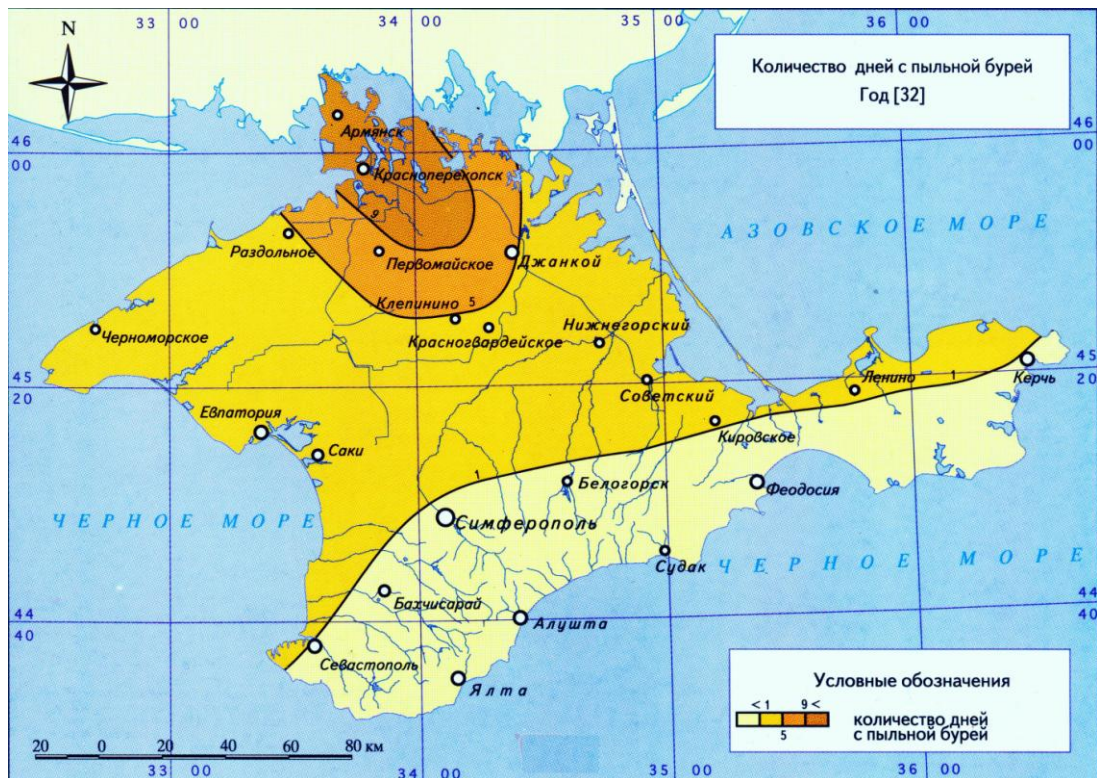 33 00
34 00
35 00
36 00
N
Количество дней с пыльной бурей
Год [32]
Армянск
46
00
46
00
Красноперекопск
9
АЗОВСКОЕ МОРЕ
Раздольное
Первомайское
Джанкой
Клепинино 5
Черноморское
Красногвардейское
Нижнегорский
45
20
45
20
Советский
Ленино
1
Керчь
Евпатория
Саки
Кировское
1
Белогорск
Феодосия
ЧЕРНОЕ МОРЕ
Симферополь
Судак
ЧЕРНОЕ МОРЕ
Бахчисарай
44
40
44
40
Алушта
Севастополь
Ялта
Условные обозначения
< 1
9 <
5
количество дней
с пыльной бурей
20 0 20 40 60 80 км
33 00
34 00
35 00
36 00